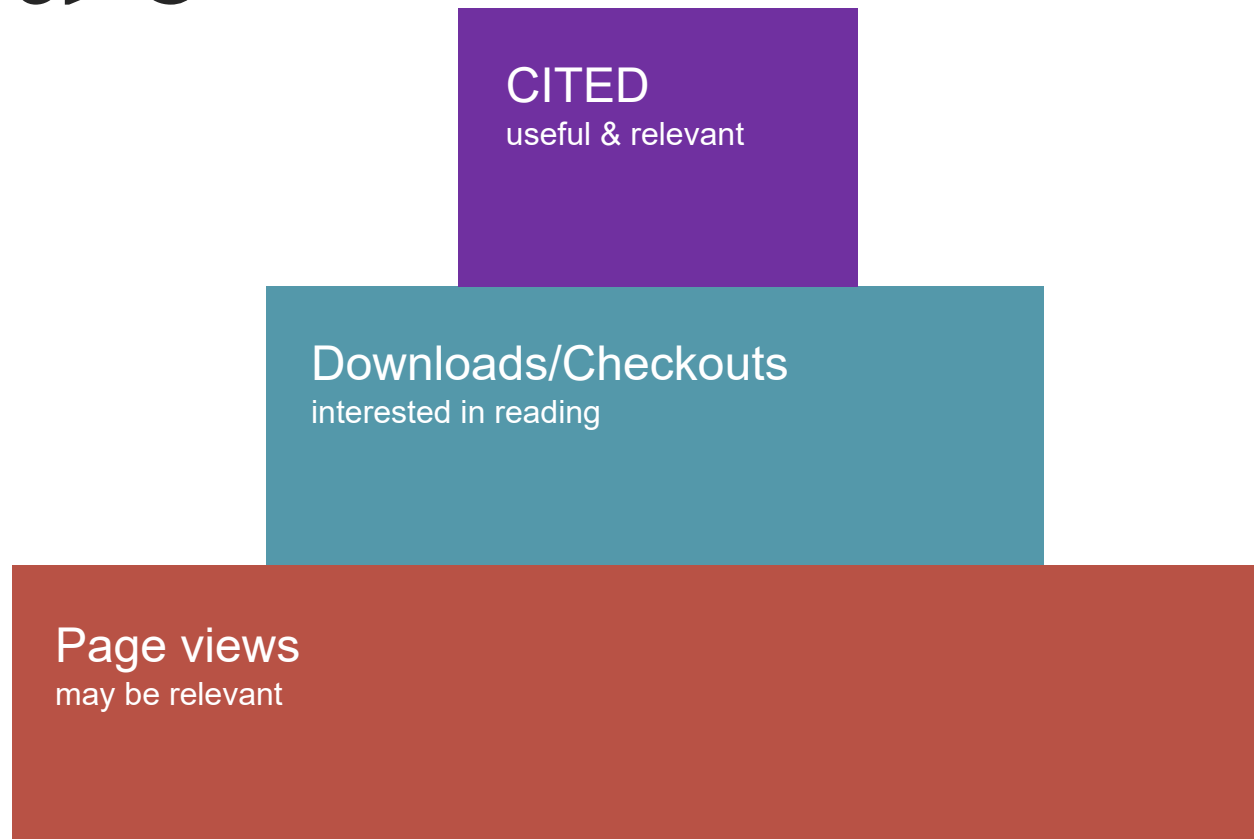 CITED
useful & relevant
Downloads/Checkouts
interested in reading
Page views
may be relevant